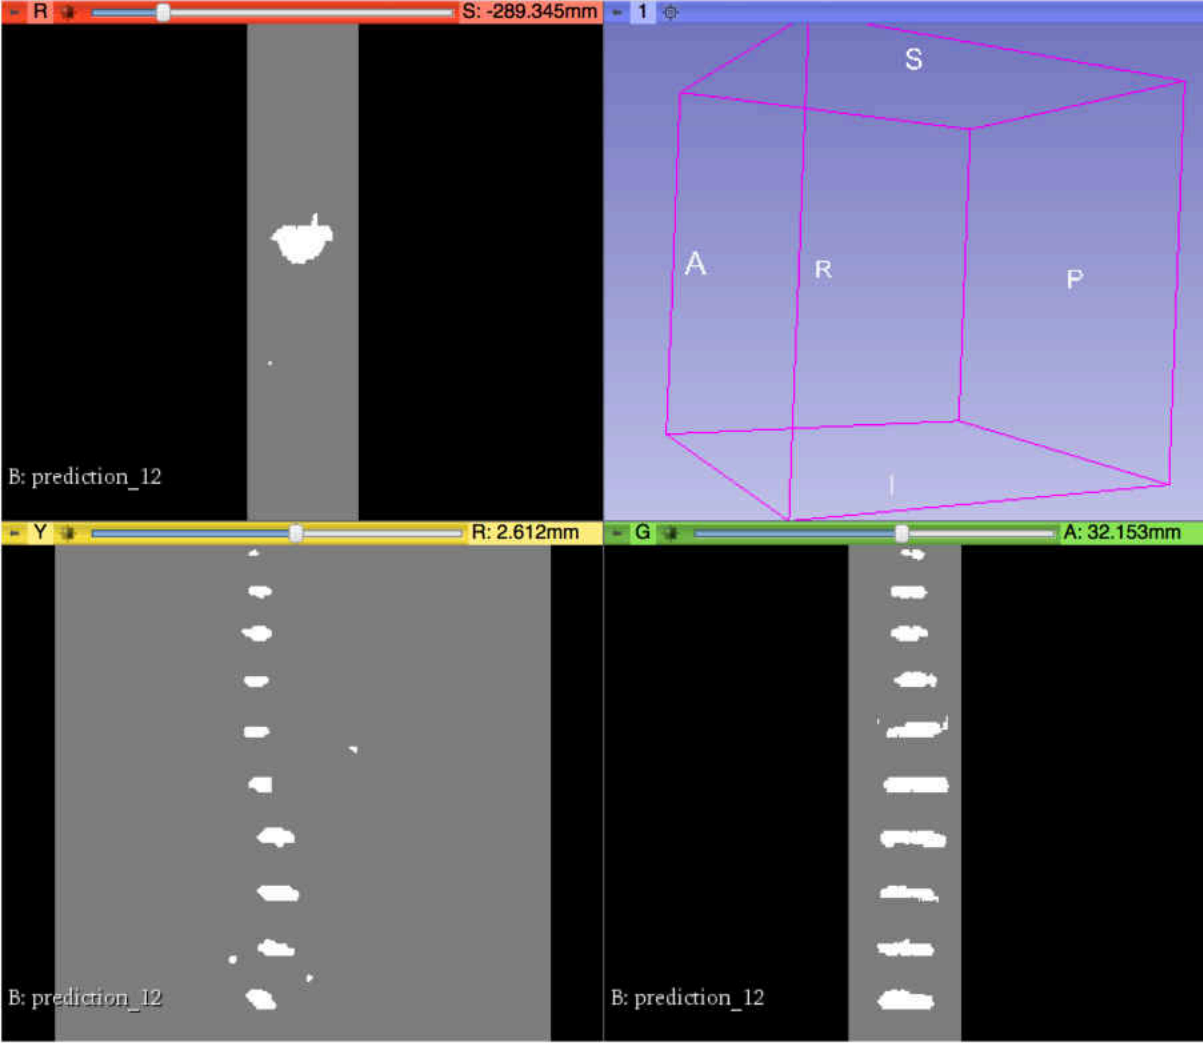 R
S: -289.345mm
B: prediction_12
1
S
A
R
P
I
Y
R: 2.612mm
B: prediction_12
G
A: 32.153mm
B: prediction_12